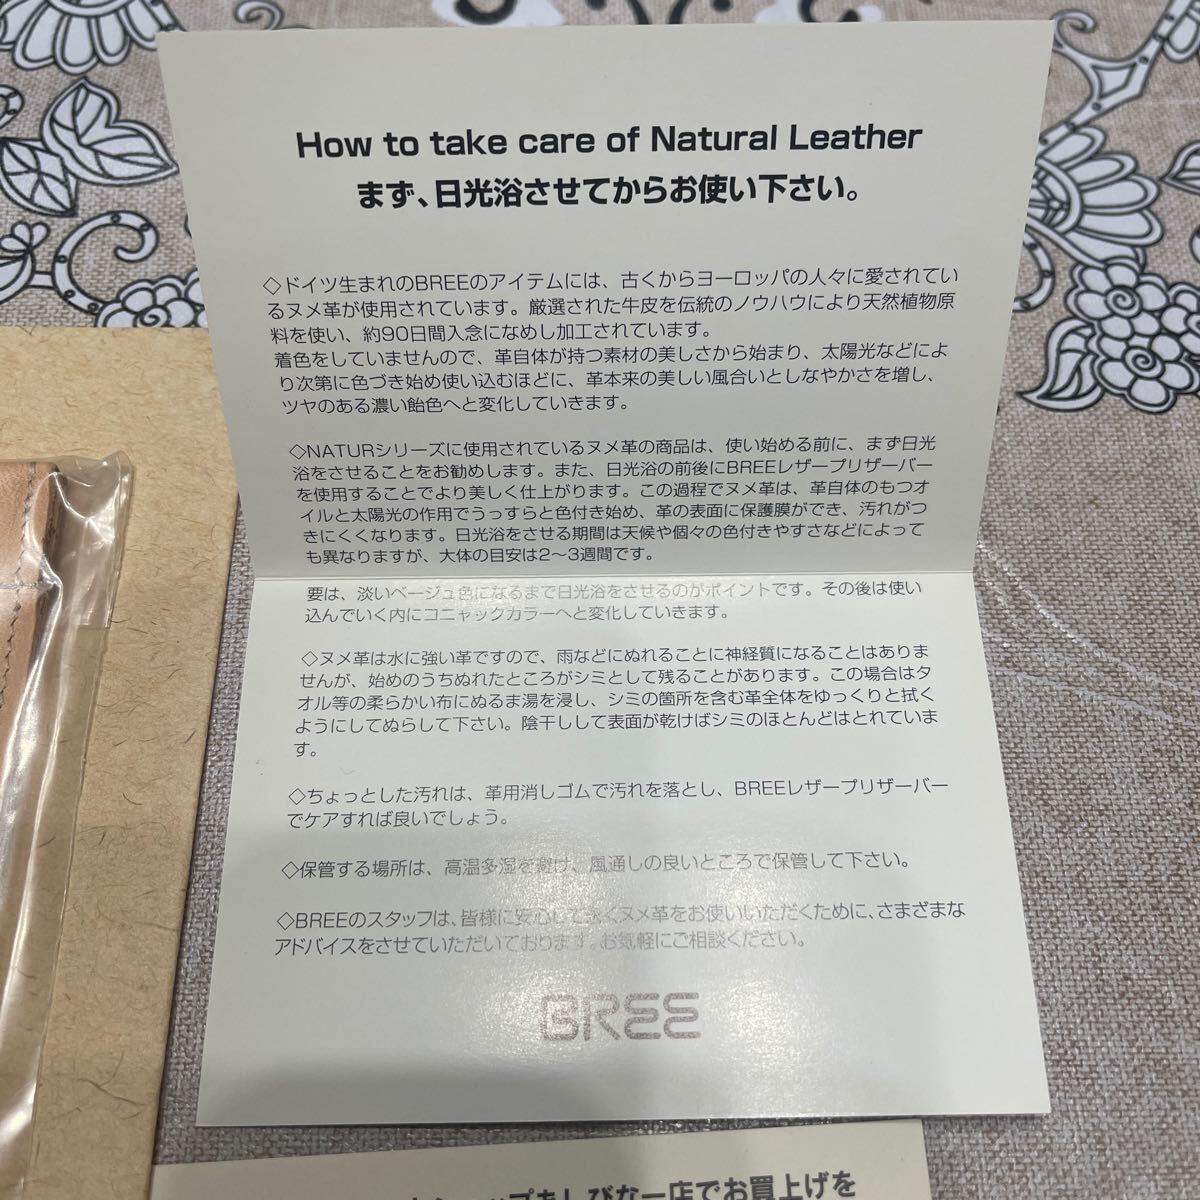 How to take care of Natural Leather
まず、日光浴させてからお使い下さい。
◇ドイツ生まれのBREEのアイテムには、古くからヨーロッパの人々に愛されてい
るヌメ革が使用されています。厳選された牛皮を伝統のノウハウにより天然植物原
料を使い、約90日間入念になめし加工されています。
着色をしていませんので、革自体が持つ素材の美しさから始まり、太陽光などによ
り次第に色づき始め使い込むほどに、革本来の美しい風合いとしなやかさを増し、
ツヤのある濃い飴色へと変化していきます。
◇NATURシリーズに使用されているヌメ革の商品は、使い始める前に、まず日光
浴をさせることをお勧めします。また、日光浴の前後にBREEレザープリザーバー
を使用することでより美しく仕上がります。この過程でヌメ革は、革自体のもつオ
イルと太陽光の作用でうっすらと色付き始め、革の表面に保護膜ができ、汚れがつ
きにくくなります。日光浴をさせる期間は天候や個々の色付きやすさなどによって
も異なりますが、大体の目安は2〜3週間です。
要は、淡いベージュ色になるまで日光浴をさせるのがポイントです。その後は使い
込んでいく内にコニャックカラーへと変化していきます。
◇ヌメ革は水に強い革ですので、雨などにぬれることに神経質になることはありま
せんが、始めのうちぬれたところがシミとして残ることがあります。この場合はタ
オル等の柔らかい布にぬるま湯を浸し、シミの箇所を含む革全体をゆっくりと拭く
ようにしてぬらして下さい。陰干しして表面が乾けばシミのほとんどはとれていま
す。
◇ちょっとした汚れは、革用消しゴムで汚れを落とし、BREEレザープリザーバー
でケアすれば良いでしょう。
◇保管する場所は、高温多湿を避け、風通しの良いところで保管して下さい。
◇BREEのスタッフは、皆様に安心して永くヌメ革をお使いいただくために、さまざまな
アドバイスをさせていただいております。お気軽にご相談ください。
BREE
ショップをしびな一店でお買上げを